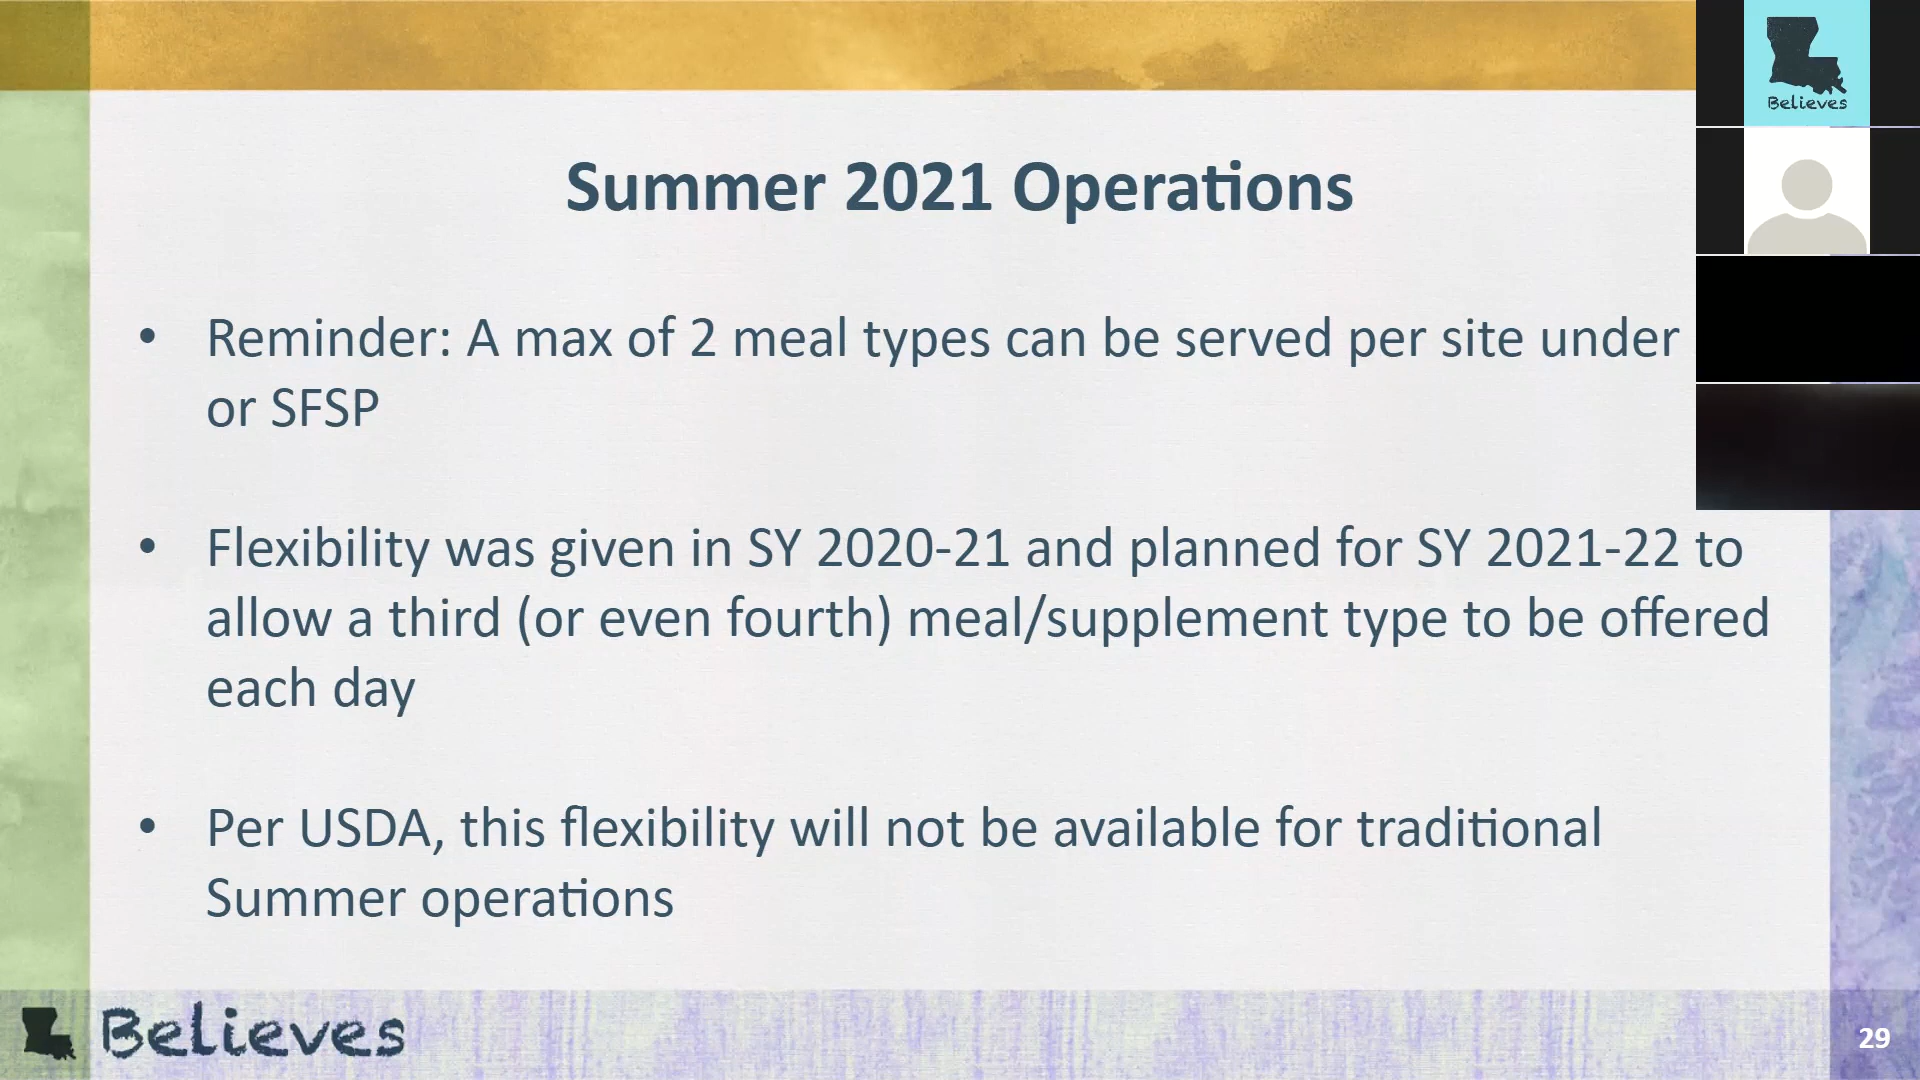 Believes
Summer 2021 Operations
• Reminder: A max of 2 meal types can be served per site under
or SFSP
• Flexibility was given in SY 2020-21 and planned for SY 2021-22 to
allow a third (or even fourth) meal/supplement type to be offered
each day
• Per USDA, this flexibility will not be available for traditional
Summer operations
Believes
29